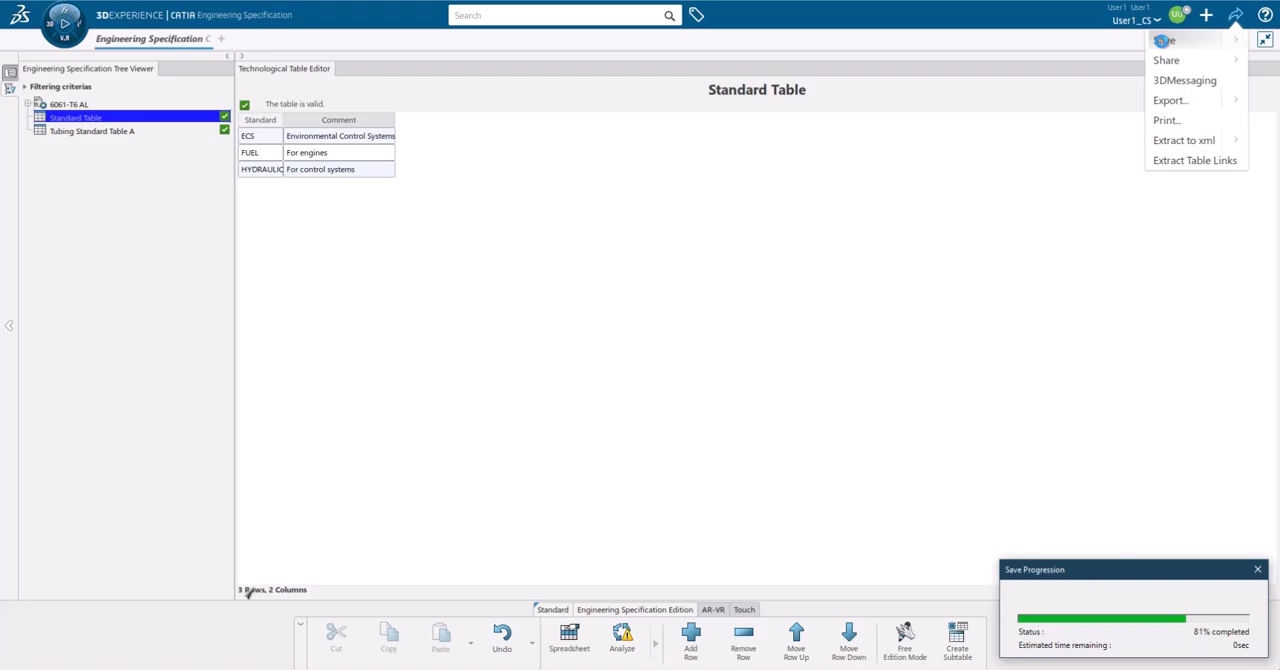 3DEXPERIENCE | CATIA Engineering Specification
Search
User1 User1
User1_CS
UU
3D
V.R
Engineering Specification C
Share
3DMessaging
Export...
Print...
Extract to xml
Extract Table Links
Engineering Specification Tree Viewer
Filtering criterias
6061-T6 AL
Standard Table
Tubing Standard Table A
Technological Table Editor
Standard Table
The table is valid.
Standard Comment
ECS Environmental Control Systems
FUEL For engines
HYDRAULIC For control systems
3 Rows, 2 Columns
Save Progression
Status : 81% completed
Estimated time remaining : 0sec
Standard Engineering Specification Edition AR-VR Touch
Cut Copy Paste Undo Spreadsheet Analyze Add Row Remove Row Move Row Up Move Row Down Free Edition Mode Create Subtable